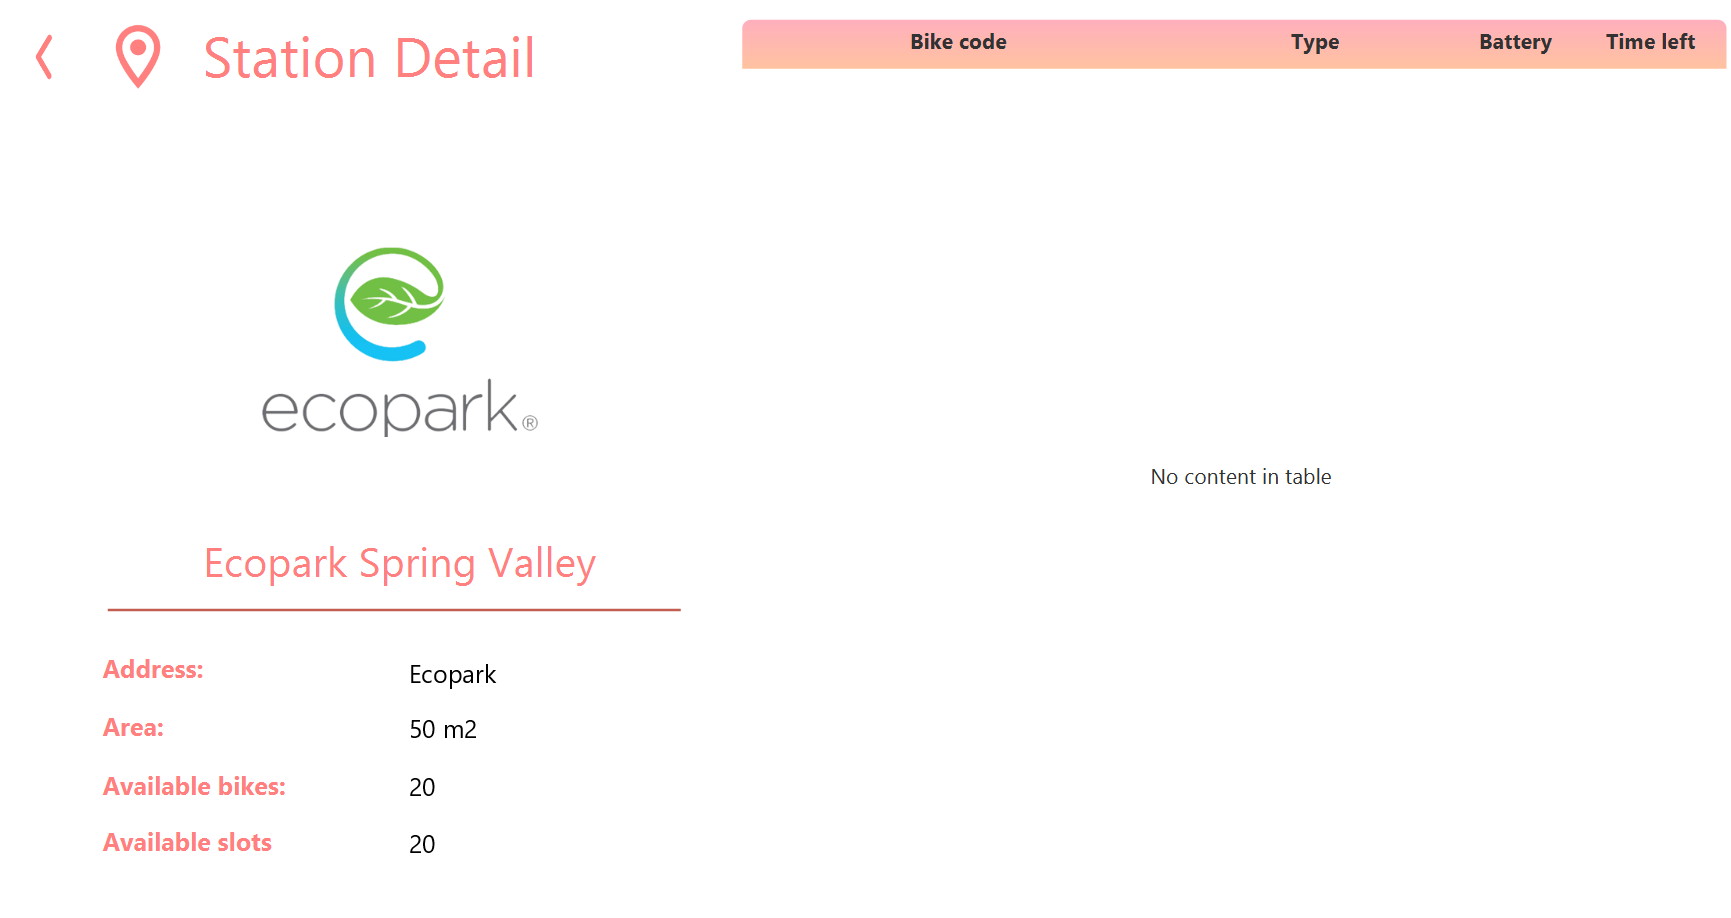 Station Detail
ecopark®
Ecopark Spring Valley
Address: Ecopark
Area: 50 m2
Available bikes: 20
Available slots 20
Bike code Type Battery Time left
No content in table